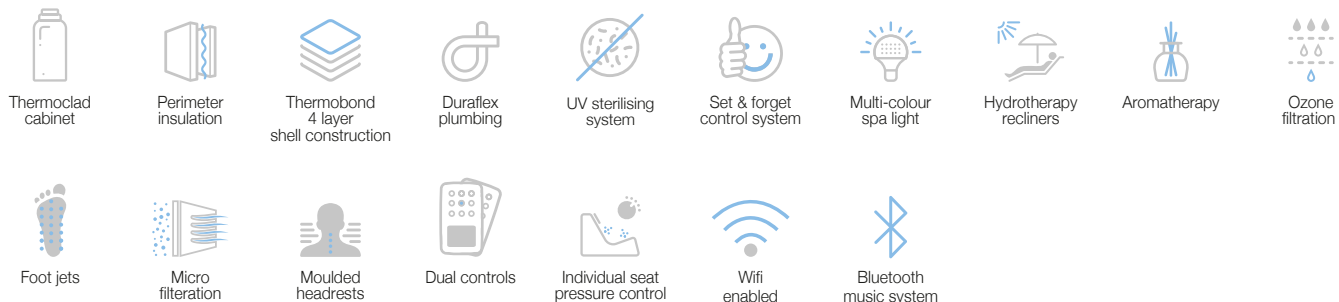 Thermoclad
cabinet
Perimeter
insulation
Thermobond
4 layer
shell construction
Duraflex
plumbing
UV sterilising
system
Set & forget
control system
Multi-colour
spa light
Hydrotherapy
recliners
Aromatherapy
Ozone
filtration
Foot jets
Micro
filteration
Moulded
headrests
Dual controls
Individual seat
pressure control
Wifi
enabled
Bluetooth
music system